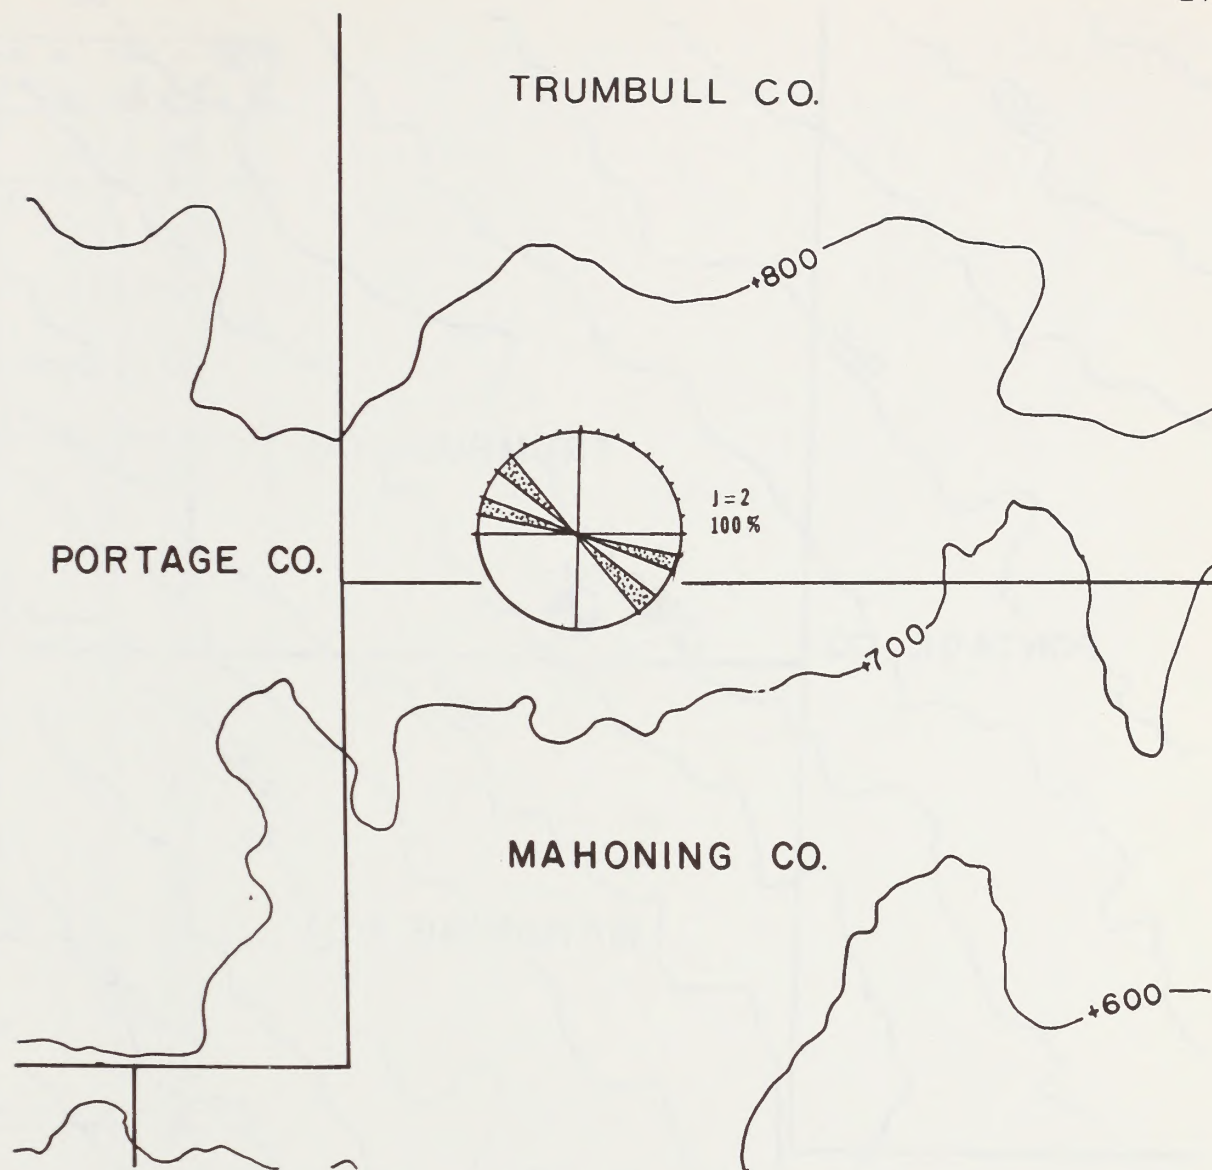 TRUMBULL CO.
+800
J=2
100%
PORTAGE CO.
+700
MAHONING CO.
+600